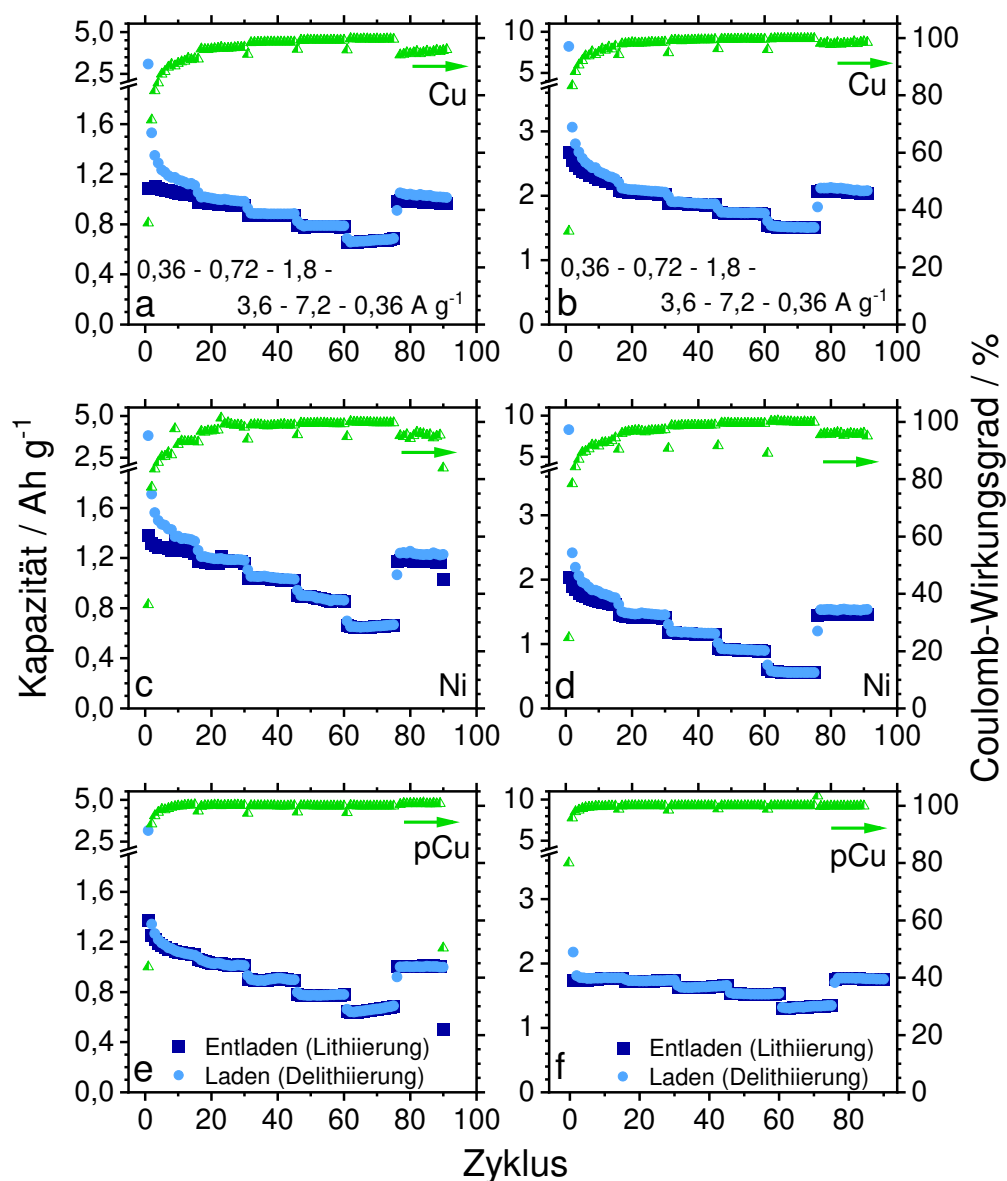 Kapazität / Ah g⁻¹
Coulomb-Wirkungsgrad / %
Zyklus
5,0
2,5
1,6
1,2
0,8
0,4
0,0
Cu
0,36 - 0,72 - 1,8 -
3,6 - 7,2 - 0,36 A g⁻¹
a
0 20 40 60 80 100
10
5
3
2
1
0
Cu
0,36 - 0,72 - 1,8 -
3,6 - 7,2 - 0,36 A g⁻¹
b
100
80
60
40
20
0
0 20 40 60 80 100
5,0
2,5
1,6
1,2
0,8
0,4
0,0
c
Ni
0 20 40 60 80 100
10
5
3
2
1
0
d
Ni
100
80
60
40
20
0
0 20 40 60 80 100
5,0
2,5
1,6
1,2
0,8
0,4
0,0
pCu
Entladen (Lithiierung)
Laden (Delithiierung)
e
0 20 40 60 80 100
10
5
3
2
1
0
pCu
Entladen (Lithiierung)
Laden (Delithiierung)
f
100
80
60
40
20
0
0 20 40 60 80